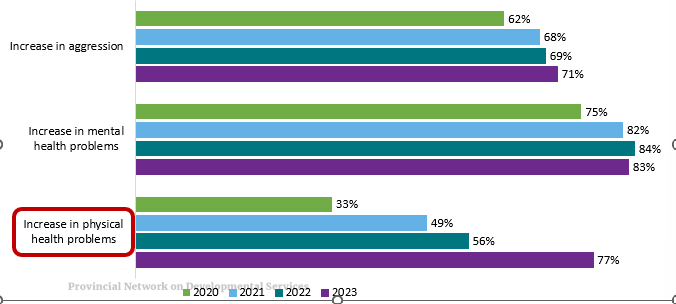 62%
Increase in aggression
68%
69%
71%
75%
Increase in mental
health problems
82%
84%
83%
33%
Increase in physical
health problems
49%
56%
77%
Provincial Network on Developmental Services
2020 2021 2022 2023